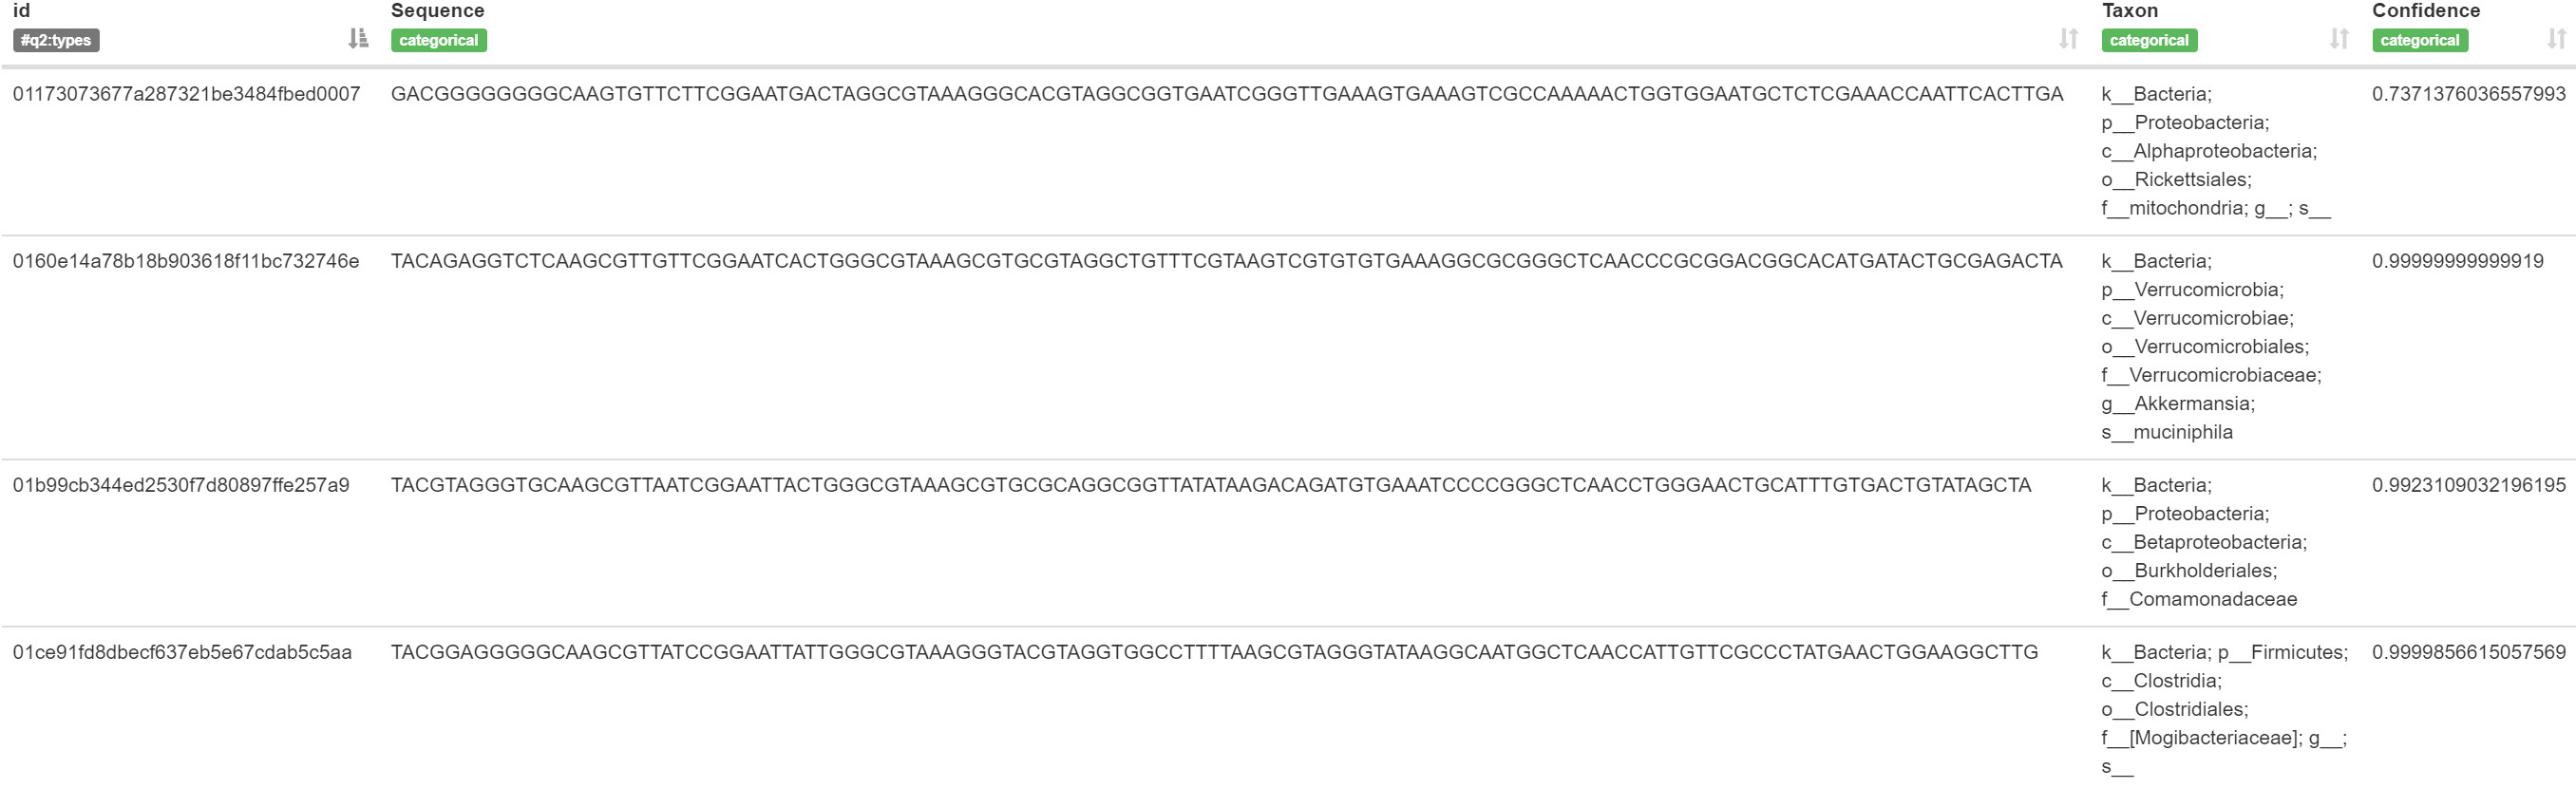 id Sequence Taxon Confidence
#q2:types categorical categorical categorical
01173073677a287321be3484fbed0007 GACGGGGGGGGCAAGTGTTCTTCGGAATGACTAGGCGTAAAGGGCACGTAGGCGGTGAATCGGGTTGAAAGTGAAAGTCGCCAAAAACTGGTGGAATGCTCTCGAAACCAATTCACTTGA k__Bacteria; 0.7371376036557993
p__Proteobacteria;
c__Alphaproteobacteria;
o__Rickettsiales;
f__mitochondria; g__; s__
0160e14a78b18b903618f11bc732746e TACAGAGGTCTCAAGCGTTGTTCGGAATCACTGGGCGTAAAGCGTGCGTAGGCTGTTTCGTAAGTCGTGTGTGAAAGGCGCGGGCTCAACCCGCGGACGGCACATGATACTGCGAGACTA k__Bacteria; 0.99999999999919
p__Verrucomicrobia;
c__Verrucomicrobiae;
o__Verrucomicrobiales;
f__Verrucomicrobiaceae;
g__Akkermansia;
s__muciniphila
01b99cb344ed2530f7d80897ffe257a9 TACGTAGGGTGCAAGCGTTAATCGGAATTACTGGGCGTAAAGCGTGCGCAGGCGGTTATATAAGACAGATGTGAAATCCCCGGGCTCAACCTGGGAACTGCATTTGTGACTGTATAGCTA k__Bacteria; 0.9923109032196195
p__Proteobacteria;
c__Betaproteobacteria;
o__Burkholderiales;
f__Comamonadaceae
01ce91fd8dbecf637eb5e67cdab5c5aa TACGGAGGGGGCAAGCGTTATCCGGAATTATTGGGCGTAAAGGGTACGTAGGTGGCCTTTTAAGCGTAGGGTATAAGGCAATGGCTCAACCATTGTTCGCCCTATGAACTGGAAGGCTTG k__Bacteria; p__Firmicutes; 0.9999856615057569
c__Clostridia;
o__Clostridiales;
f__[Mogibacteriaceae]; g__;
s__